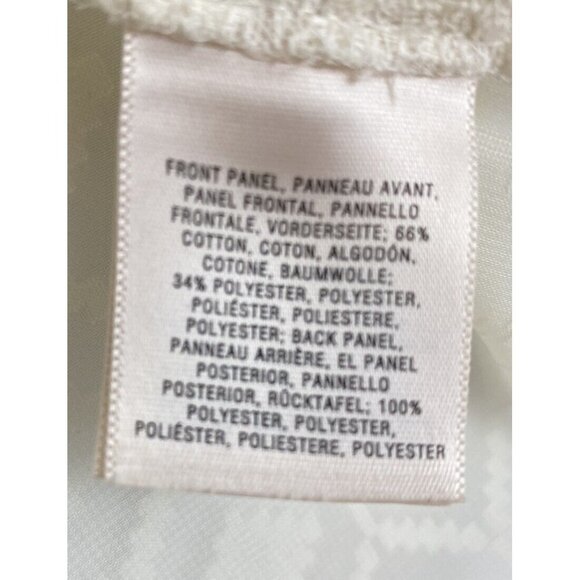 FRONT PANEL, PANNEAU AVANT,
PANEL FRONTAL, PANNELLO
FRONTALE, VORDERSEITE; 66%
COTTON, COTON, ALGODÓN,
COTONE, BAUMWOLLE;
34% POLYESTER, POLYESTER,
POLIÉSTER, POLIESTERE,
POLYESTER; BACK PANEL,
PANNEAU ARRIÈRE, EL PANEL
POSTERIOR, PANNELLO
POSTERIOR, RÜCKTAFEL; 100%
POLYESTER, POLYESTER,
POLIÉSTER, POLIESTERE, POLYESTER